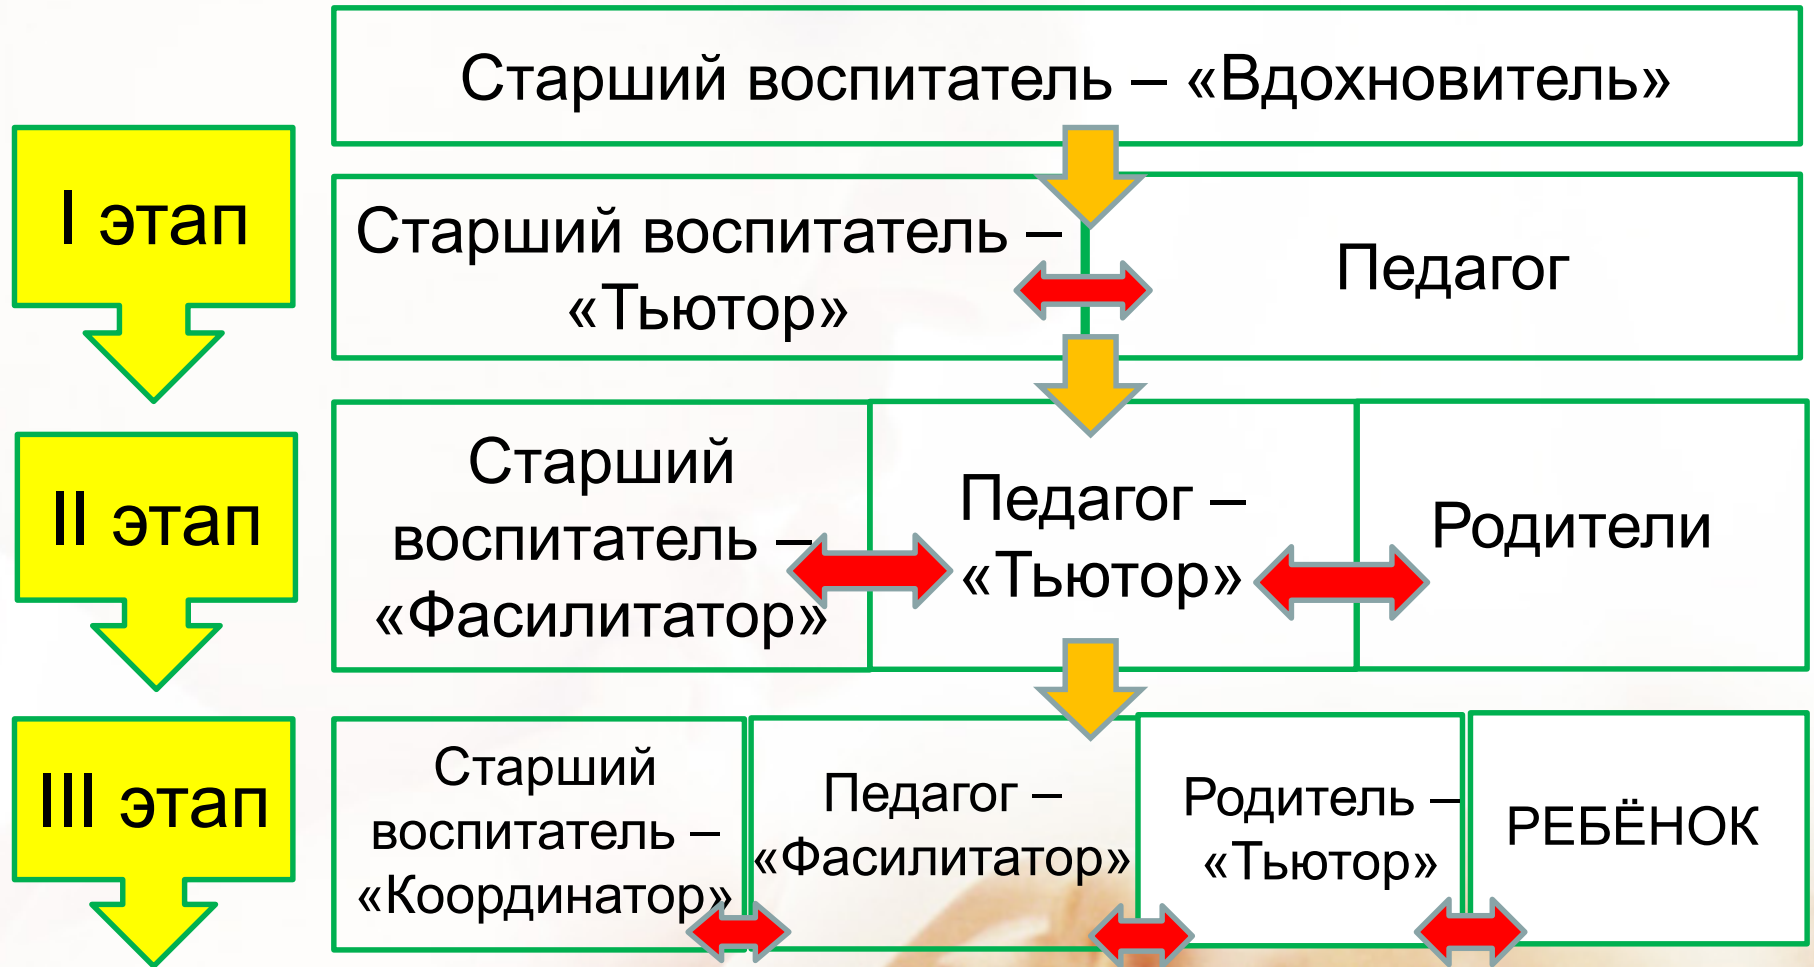 Старший воспитатель – «Вдохновитель»
I этап
Старший воспитатель –
«Тьютор»
Педагог
II этап
Старший
воспитатель –
«Фасилитатор»
Педагог –
«Тьютор»
Родители
III этап
Старший
воспитатель –
«Координатор»
Педагог –
«Фасилитатор»
Родитель –
«Тьютор»
РЕБЁНОК